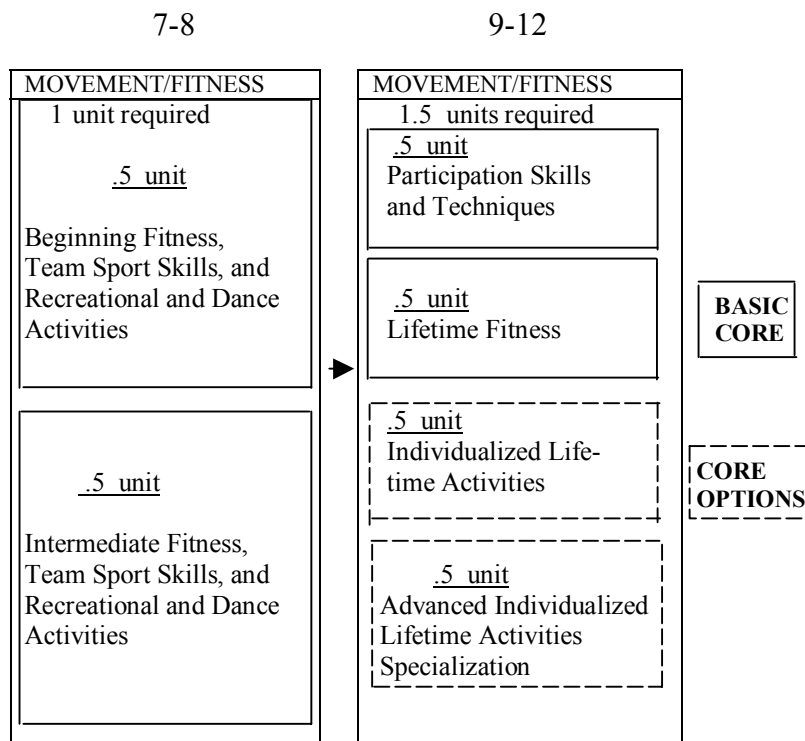 7-8
MOVEMENT/FITNESS
1 unit required
.5 unit
Beginning Fitness,
Team Sport Skills, and
Recreational and Dance
Activities
.5 unit
Intermediate Fitness,
Team Sport Skills, and
Recreational and Dance
Activities
9-12
MOVEMENT/FITNESS
1.5 units required
.5 unit
Participation Skills
and Techniques
.5 unit
Lifetime Fitness
.5 unit
Individualized Life-
time Activities
.5 unit
Advanced Individualized
Lifetime Activities
Specialization
BASIC
CORE
CORE
OPTIONS